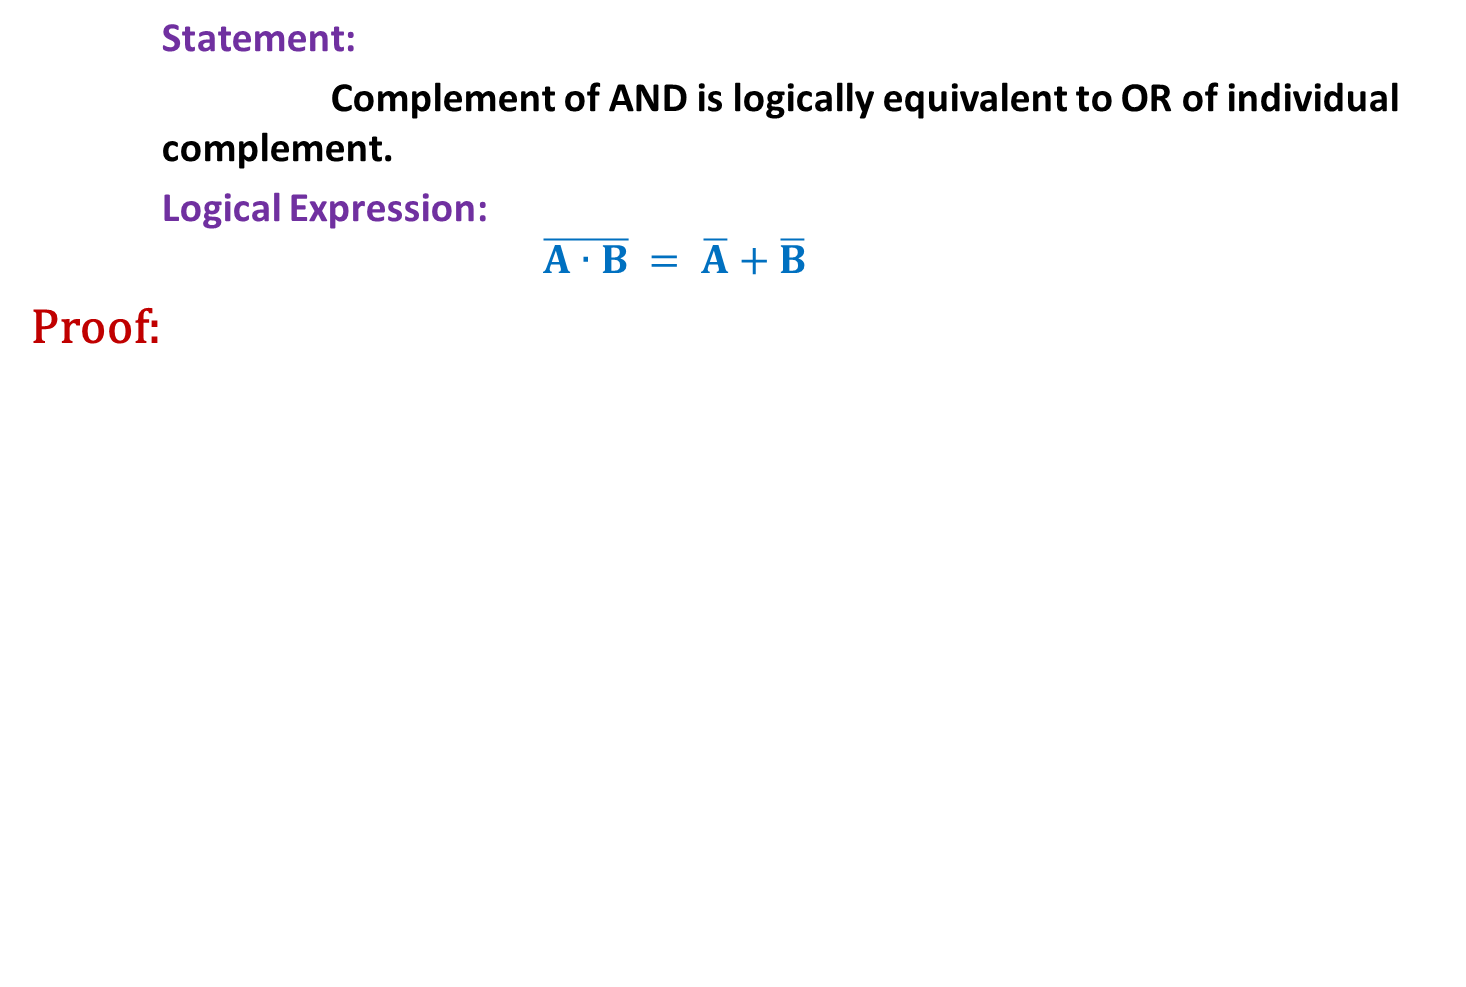 Statement:
Complement of AND is logically equivalent to OR of individual
complement.
Logical Expression:
A̅ ̅·̅ ̅B̅ = A̅ + B̅
Proof: